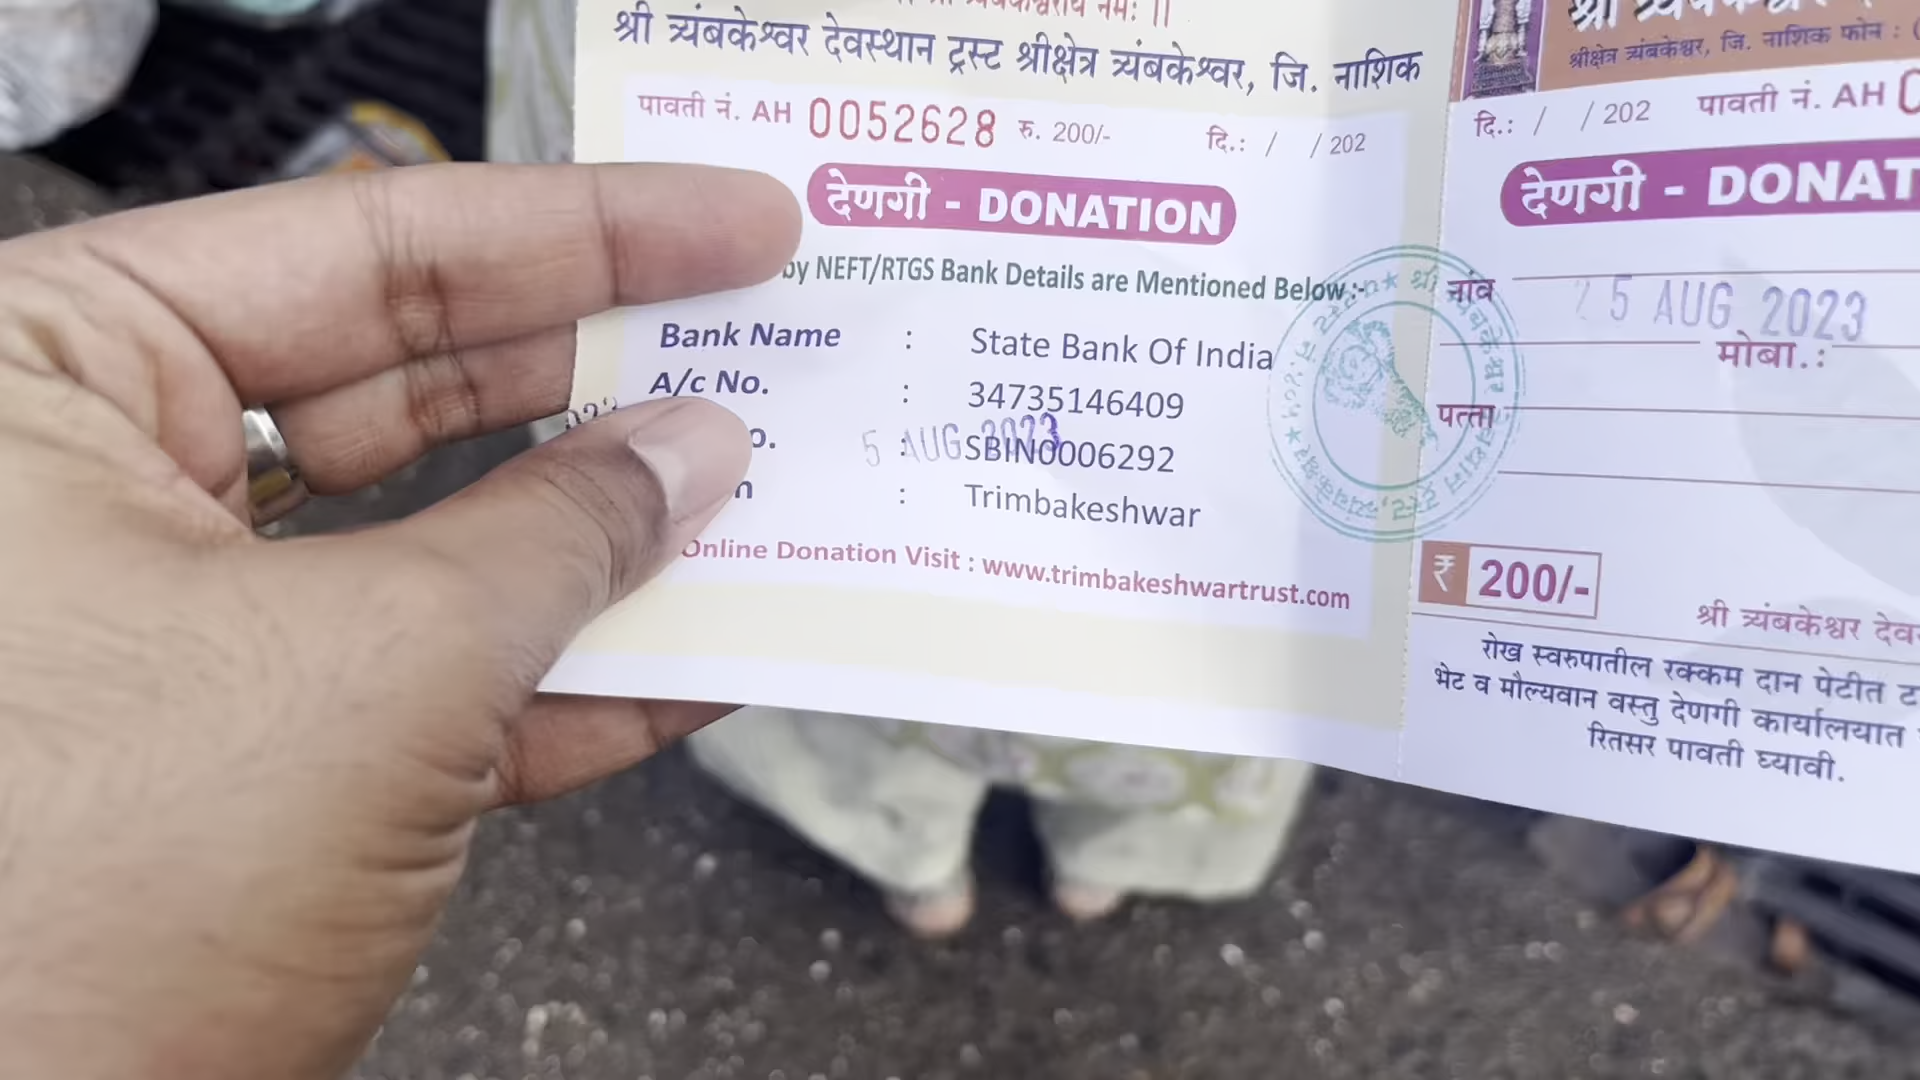 श्री त्र्यंबकेश्वर देवस्थान ट्रस्ट श्रीक्षेत्र त्र्यंबकेश्वर, जि. नाशिक
पावती नं. AH 0052628 रु. 200/- दि.: / / 202
देणगी - DONATION
by NEFT/RTGS Bank Details are Mentioned Below :-
Bank Name : State Bank Of India
A/c No. : 34735146409
: SBIN0006292
5 AUG 2023
: Trimbakeshwar
Online Donation Visit : www.trimbakeshwartrust.com
श्रीक्षेत्र त्र्यंबकेश्वर, जि. नाशिक फोन : (
दि.: / / 202 पावती नं. AH
देणगी - DONAT
नांव
25 AUG 2023
मोबा.:
पत्ता
₹ 200/-
श्री त्र्यंबकेश्वर देव
रोख स्वरुपातील रक्कम दान पेटीत ट
भेट व मौल्यवान वस्तु देणगी कार्यालयात
रितसर पावती घ्यावी.